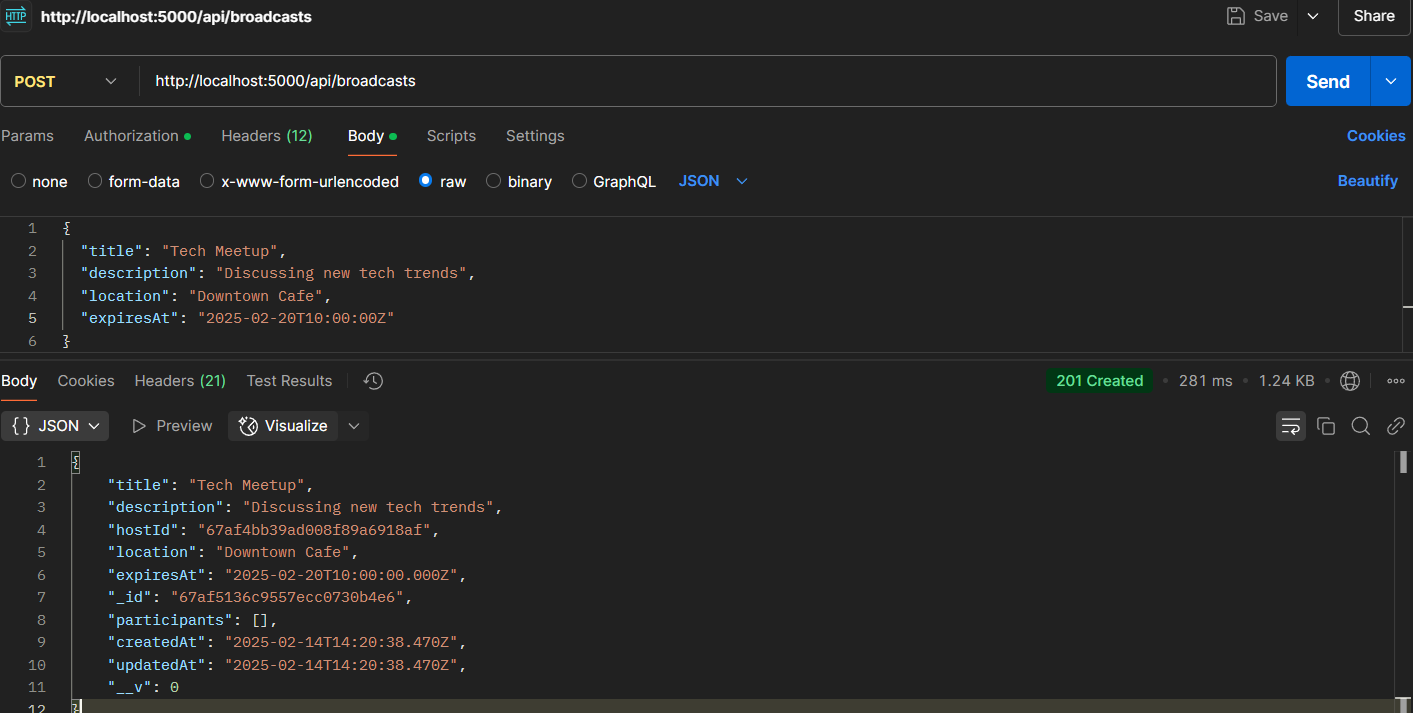 HTTP http://localhost:5000/api/broadcasts Save Share
POST http://localhost:5000/api/broadcasts Send
Params Authorization Headers (12) Body Scripts Settings Cookies
none form-data x-www-form-urlencoded raw binary GraphQL JSON Beautify
1 {
2 "title": "Tech Meetup",
3 "description": "Discussing new tech trends",
4 "location": "Downtown Cafe",
5 "expiresAt": "2025-02-20T10:00:00Z"
6 }
Body Cookies Headers (21) Test Results 201 Created 281 ms 1.24 KB
{} JSON Preview Visualize
1 {
2 "title": "Tech Meetup",
3 "description": "Discussing new tech trends",
4 "hostId": "67af4bb39ad008f89a6918af",
5 "location": "Downtown Cafe",
6 "expiresAt": "2025-02-20T10:00:00.000Z",
7 "_id": "67af5136c9557ecc0730b4e6",
8 "participants": [],
9 "createdAt": "2025-02-14T14:20:38.470Z",
10 "updatedAt": "2025-02-14T14:20:38.470Z",
11 "__v": 0
12 }